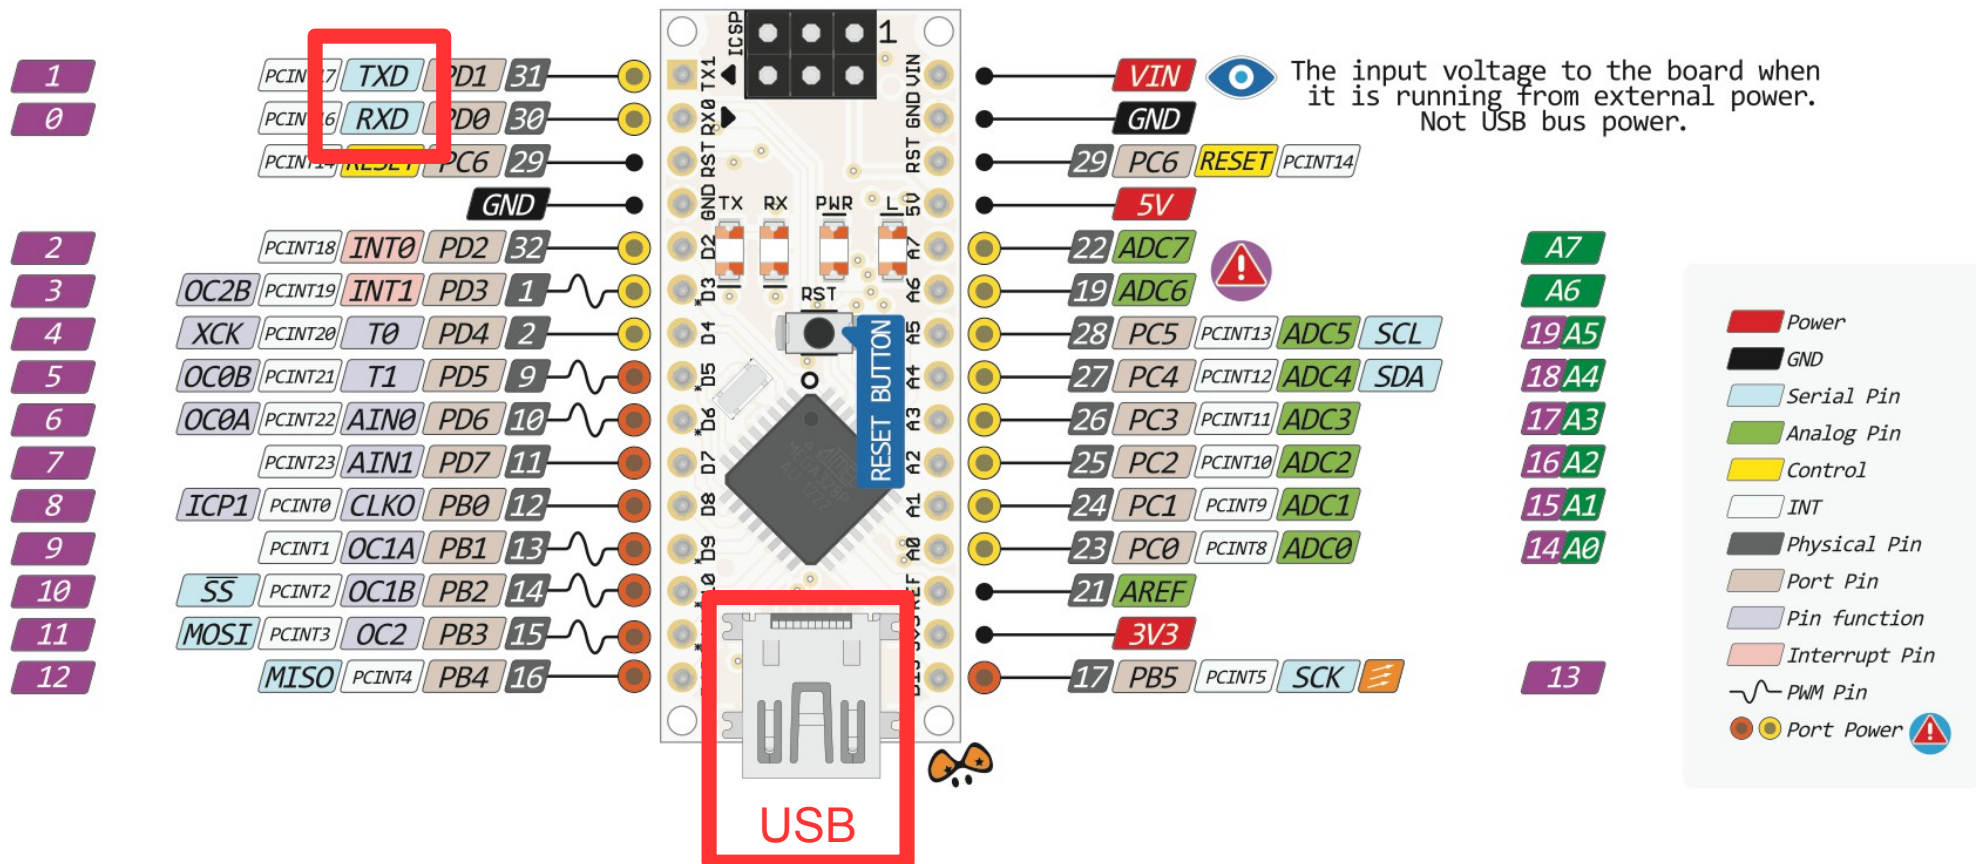 ICSP 1
1 PCINT17 TXD PD1 31 TX1 VIN VIN
The input voltage to the board when
it is running from external power.
Not USB bus power.
0 PCINT16 RXD PD0 30 RX0 GND GND
PCINT14 RESET PC6 29 RST RST 29 PC6 RESET PCINT14
GND GND TX RX PWR L 5V 5V
2 PCINT18 INT0 PD2 32 D2 A7 22 ADC7 A7
3 OC2B PCINT19 INT1 PD3 1 *D3 A6 19 ADC6 A6
RST
4 XCK PCINT20 T0 PD4 2 D4 A5 28 PC5 PCINT13 ADC5 SCL 19 A5
5 OC0B PCINT21 T1 PD5 9 *D5 A4 27 PC4 PCINT12 ADC4 SDA 18 A4
RESET BUTTON
6 OC0A PCINT22 AIN0 PD6 10 *D6 A3 26 PC3 PCINT11 ADC3 17 A3
7 PCINT23 AIN1 PD7 11 D7 A2 25 PC2 PCINT10 ADC2 16 A2
ATMEL
MEGA328P
AU 1222
8 ICP1 PCINT0 CLKO PB0 12 D8 A1 24 PC1 PCINT9 ADC1 15 A1
9 PCINT1 OC1A PB1 13 *D9 A0 23 PC0 PCINT8 ADC0 14 A0
10 SS PCINT2 OC1B PB2 14 21 AREF
11 MOSI PCINT3 OC2 PB3 15 3V3
12 MISO PCINT4 PB4 16 17 PB5 PCINT5 SCK 13
USB
Power
GND
Serial Pin
Analog Pin
Control
INT
Physical Pin
Port Pin
Pin function
Interrupt Pin
PWM Pin
Port Power